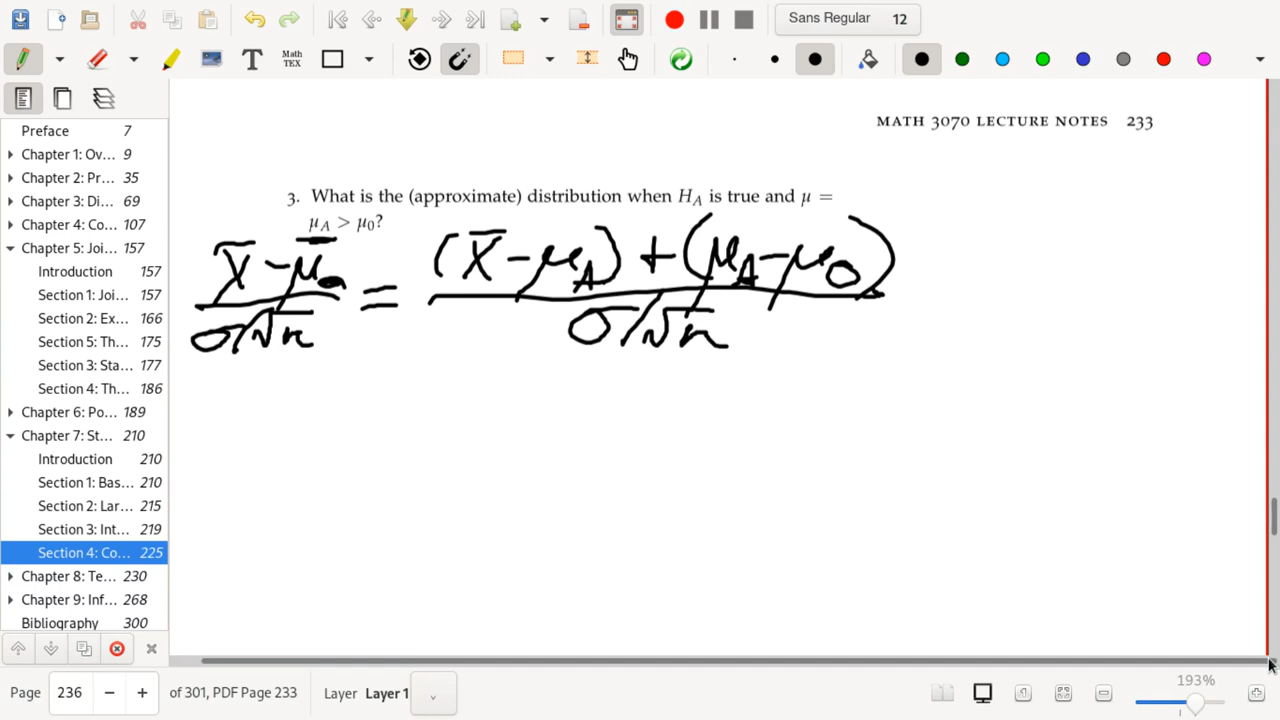 Sans Regular 12
T Math TEX
MATH 3070 LECTURE NOTES 233
Preface 7
Chapter 1: Ov... 9
Chapter 2: Pr... 35
Chapter 3: Di... 69
Chapter 4: Co... 107
Chapter 5: Joi... 157
Introduction 157
Section 1: Joi... 157
Section 2: Ex... 166
Section 5: Th... 175
Section 3: Sta... 177
Section 4: Th... 186
Chapter 6: Po... 189
Chapter 7: St... 210
Introduction 210
Section 1: Bas... 210
Section 2: Lar... 215
Section 3: Int... 219
Section 4: Co... 225
Chapter 8: Te... 230
Chapter 9: Inf... 268
Bibliography 300
3. What is the (approximate) distribution when H_A is true and μ =
μ_A > μ_0?
(X̄ − μ_0)/(σ/√n) = ((X̄ − μ_A) + (μ_A − μ_0))/(σ/√n)
Page 236 − + of 301, PDF Page 233 Layer Layer 1 193%